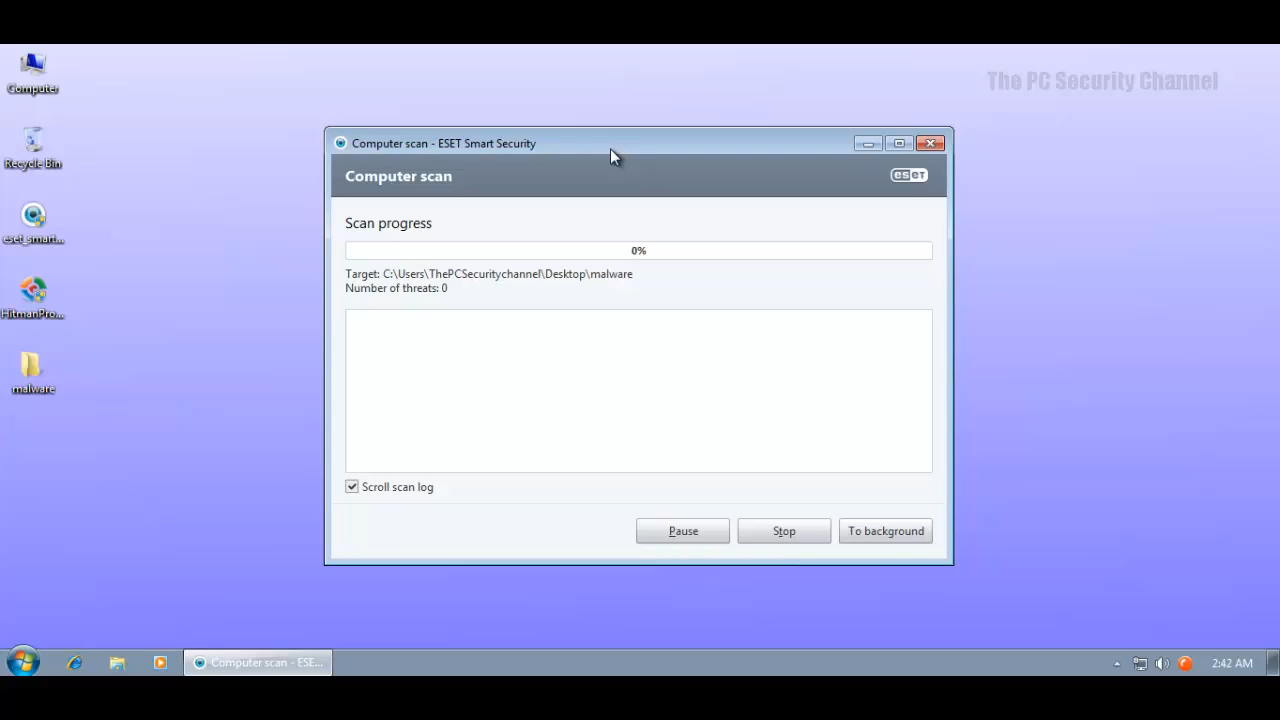 The PC Security Channel
Computer
Recycle Bin
eset_smart...
HitmanPro...
malware
Computer scan - ESET Smart Security
Computer scan
eset
Scan progress
0%
Target: C:\Users\ThePCSecuritychannel\Desktop\malware
Number of threats: 0
Scroll scan log
Pause
Stop
To background
Computer scan - ESE...
2:42 AM